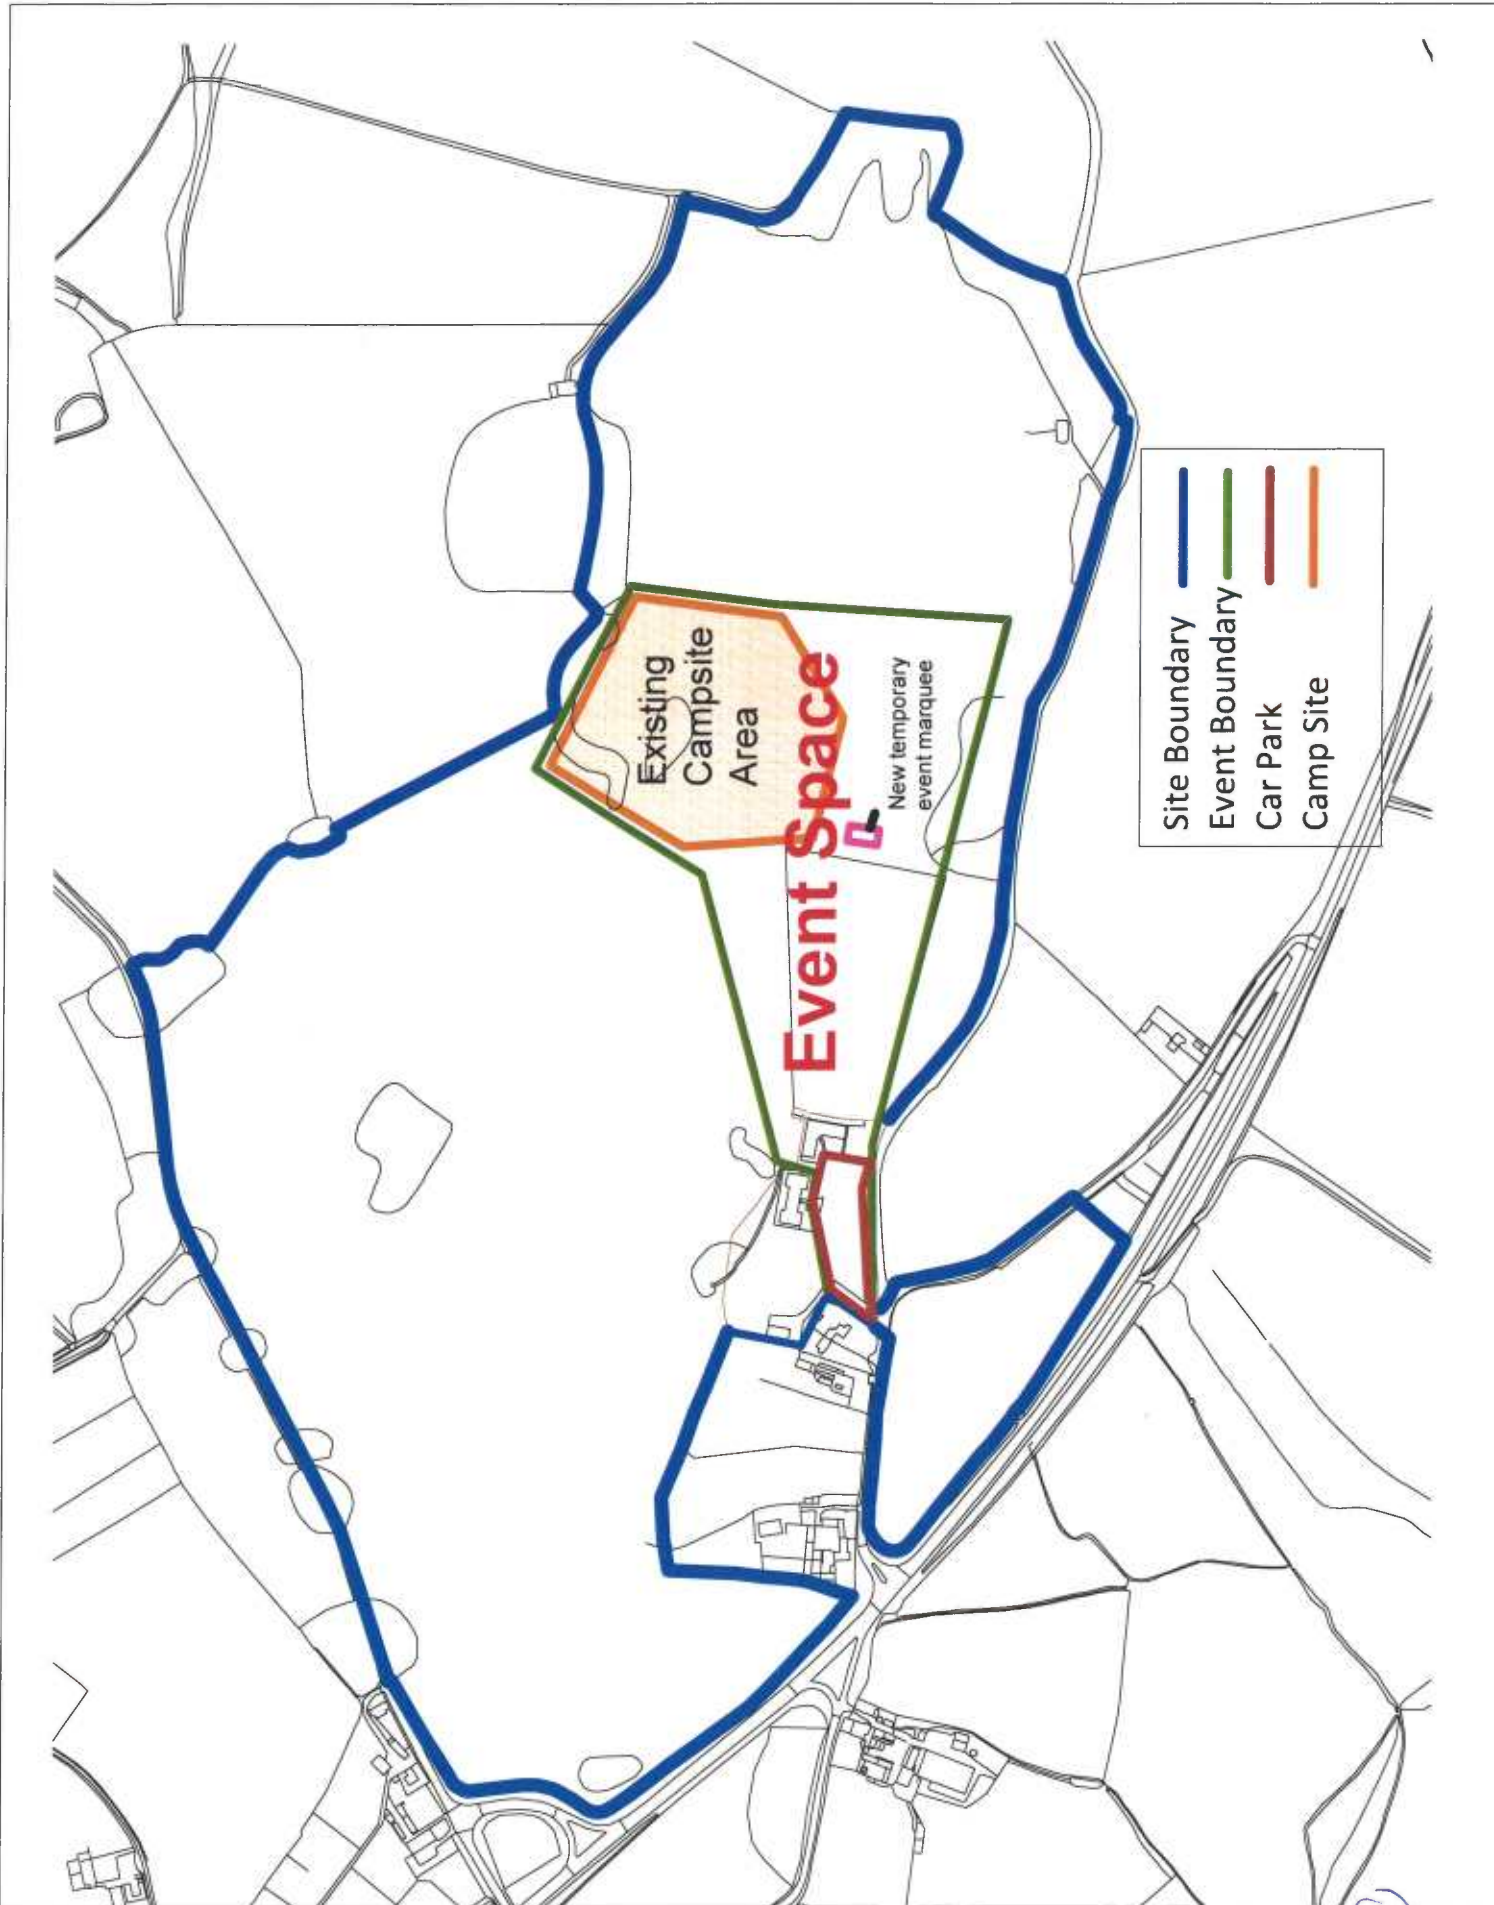 Existing
Campsite
Area
Event Space
New temporary
event marquee
Site Boundary
Event Boundary
Car Park
Camp Site